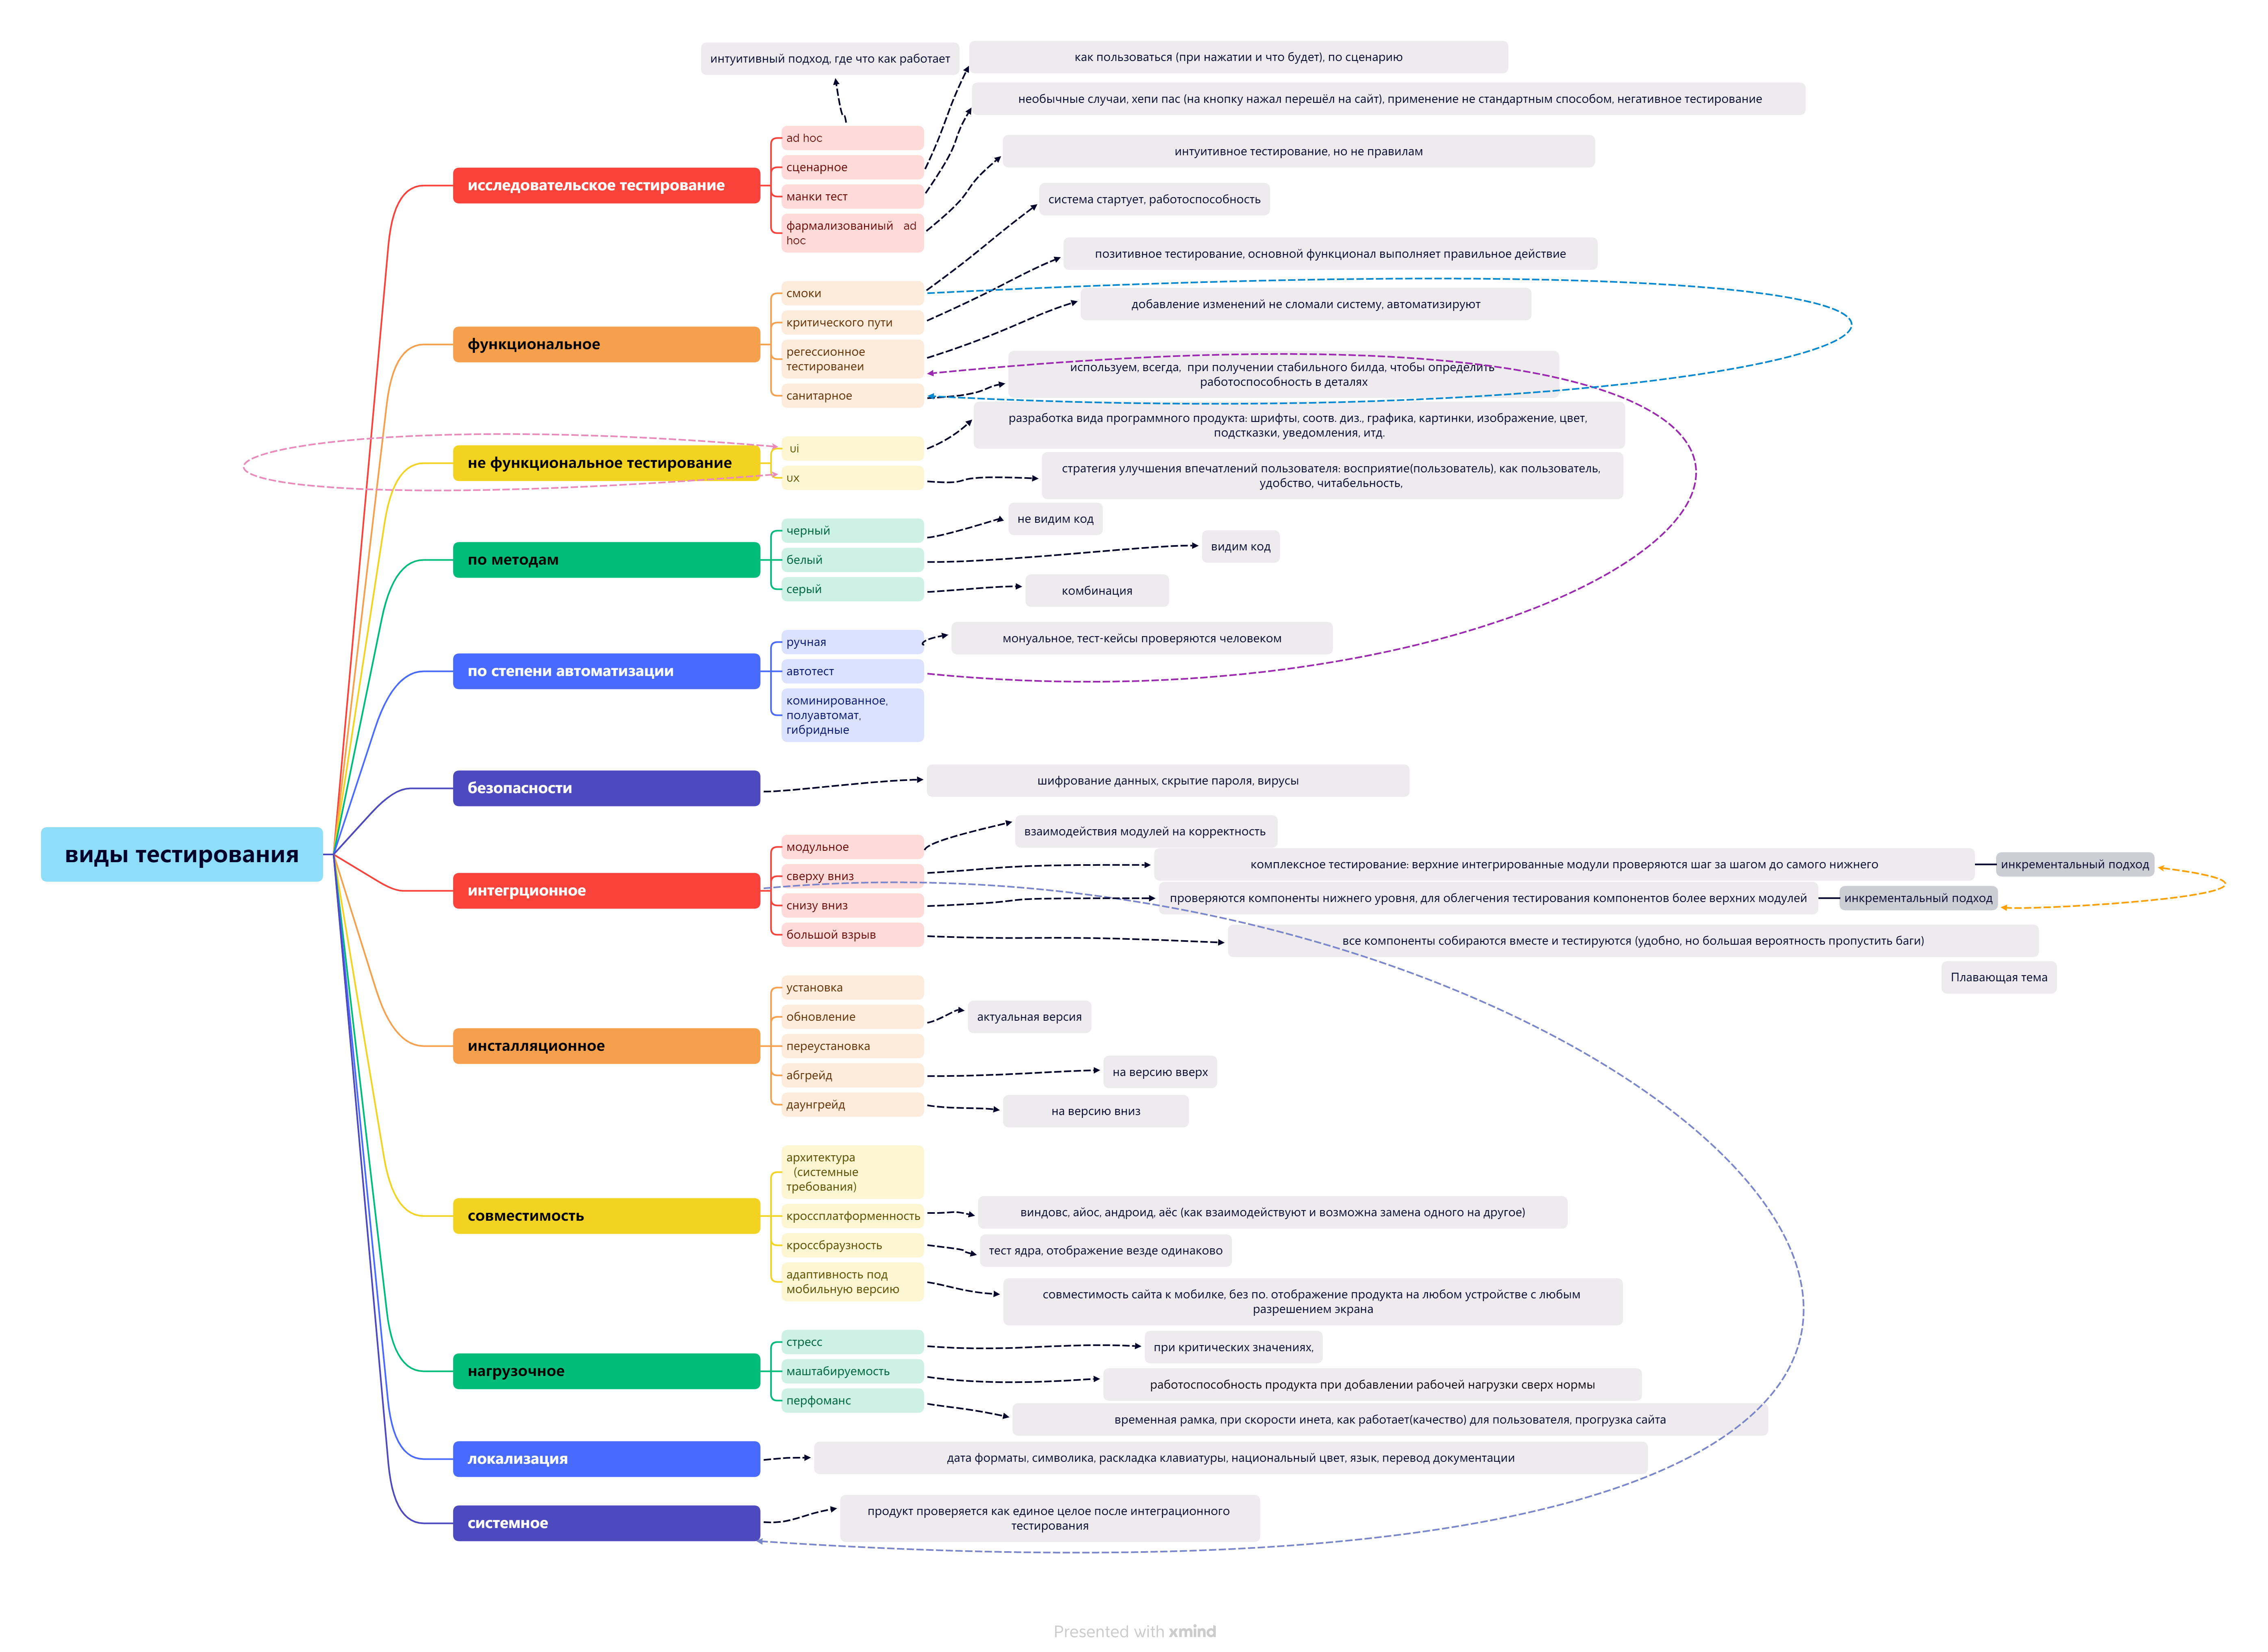 интуитивный подход, где что как работает
как пользоваться (при нажатии и что будет), по сценарию
необычные случаи, хепи пас (на кнопку нажал перешёл на сайт), применение не стандартным способом, негативное тестирование
ad hoc
сценарное
интуитивное тестирование, но не правилам
исследовательское тестирование
манки тест
система стартует, работоспособность
фармализованиый ad
hoc
позитивное тестирование, основной функционал выполняет правильное действие
смоки
добавление изменений не сломали систему, автоматизируют
критического пути
функциональное
регессионное
тестированеи
используем, всегда, при получении стабильного билда, чтобы определить
работоспособность в деталях
санитарное
разработка вида программного продукта: шрифты, соотв. диз., графика, картинки, изображение, цвет,
подстказки, уведомления, итд.
ui
не функциональное тестирование
стратегия улучшения впечатлений пользователя: восприятие(пользователь), как пользователь,
удобство, читабельность,
ux
не видим код
черный
видим код
по методам
белый
серый
комбинация
ручная
монуальное, тест-кейсы проверяются человеком
по степени автоматизации
автотест
коминированное,
полуавтомат,
гибридные
безопасности
шифрование данных, скрытие пароля, вирусы
виды тестирования
модульное
взаимодействия модулей на корректность
сверху вниз
комплексное тестирование: верхние интегрированные модули проверяются шаг за шагом до самого нижнего
инкрементальный подход
интегрционное
снизу вниз
проверяются компоненты нижнего уровня, для облегчения тестирования компонентов более верхних модулей
инкрементальный подход
большой взрыв
все компоненты собираются вместе и тестируются (удобно, но большая вероятность пропустить баги)
Плавающая тема
установка
обновление
актуальная версия
инсталляционное
переустановка
абгрейд
на версию вверх
даунгрейд
на версию вниз
архитектура
(системные
требования)
совместимость
кроссплатформенность
виндовс, айос, андроид, аёс (как взаимодействуют и возможна замена одного на другое)
кроссбраузность
тест ядра, отображение везде одинаково
адаптивность под
мобильную версию
совместимость сайта к мобилке, без по. отображение продукта на любом устройстве с любым
разрешением экрана
стресс
при критических значениях,
нагрузочное
маштабируемость
работоспособность продукта при добавлении рабочей нагрузки сверх нормы
перфоманс
временная рамка, при скорости инета, как работает(качество) для пользователя, прогрузка сайта
локализация
дата форматы, символика, раскладка клавиатуры, национальный цвет, язык, перевод документации
системное
продукт проверяется как единое целое после интеграционного
тестирования
Presented with xmind